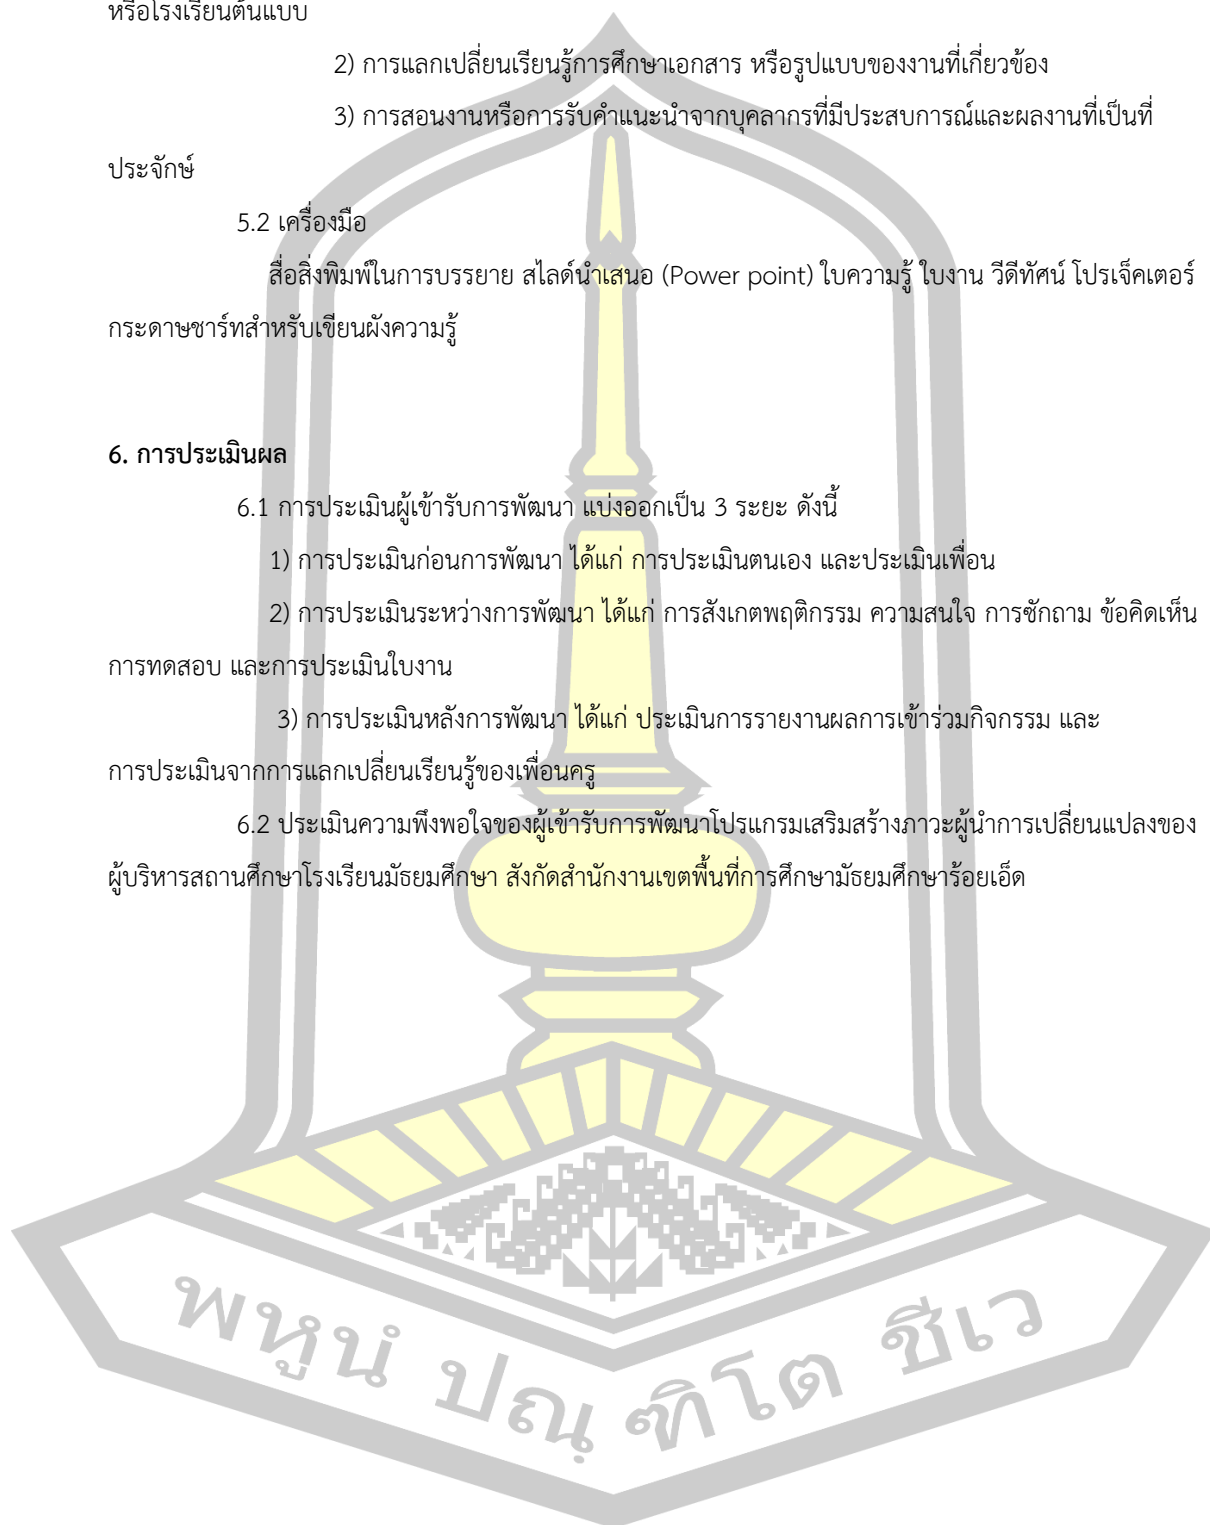 หรือโรงเรียนต้นแบบ
2) การแลกเปลี่ยนเรียนรู้การศึกษาเอกสาร หรือรูปแบบของงานที่เกี่ยวข้อง
3) การสอนงานหรือการรับคำแนะนำจากบุคลากรที่มีประสบการณ์และผลงานที่เป็นที่
ประจักษ์
5.2 เครื่องมือ
สื่อสิ่งพิมพ์ในการบรรยาย สไลด์นำเสนอ (Power point) ใบความรู้ ใบงาน วีดีทัศน์ โปรเจ็คเตอร์
กระดาษชาร์ทสำหรับเขียนผังความรู้
6. การประเมินผล
6.1 การประเมินผู้เข้ารับการพัฒนา แบ่งออกเป็น 3 ระยะ ดังนี้
1) การประเมินก่อนการพัฒนา ได้แก่ การประเมินตนเอง และประเมินเพื่อน
2) การประเมินระหว่างการพัฒนา ได้แก่ การสังเกตพฤติกรรม ความสนใจ การซักถาม ข้อคิดเห็น
การทดสอบ และการประเมินใบงาน
3) การประเมินหลังการพัฒนา ได้แก่ ประเมินการรายงานผลการเข้าร่วมกิจกรรม และ
การประเมินจากการแลกเปลี่ยนเรียนรู้ของเพื่อนครู
6.2 ประเมินความพึงพอใจของผู้เข้ารับการพัฒนาโปรแกรมเสริมสร้างภาวะผู้นำการเปลี่ยนแปลงของ
ผู้บริหารสถานศึกษาโรงเรียนมัธยมศึกษา สังกัดสำนักงานเขตพื้นที่การศึกษามัธยมศึกษาร้อยเอ็ด
พหูนํ ปณฺฑิโต ชีเว